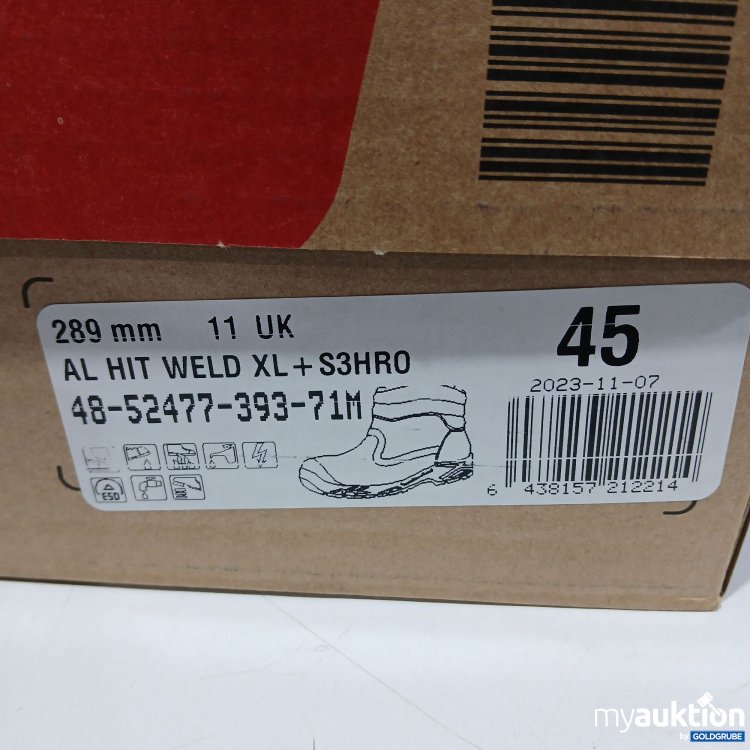 289 mm 11 UK
AL HIT WELD XL+S3HRO
48-52477-393-71M
45
2023-11-07
6 438157 212214
ESD
myauktion
by GOLDGRUBE